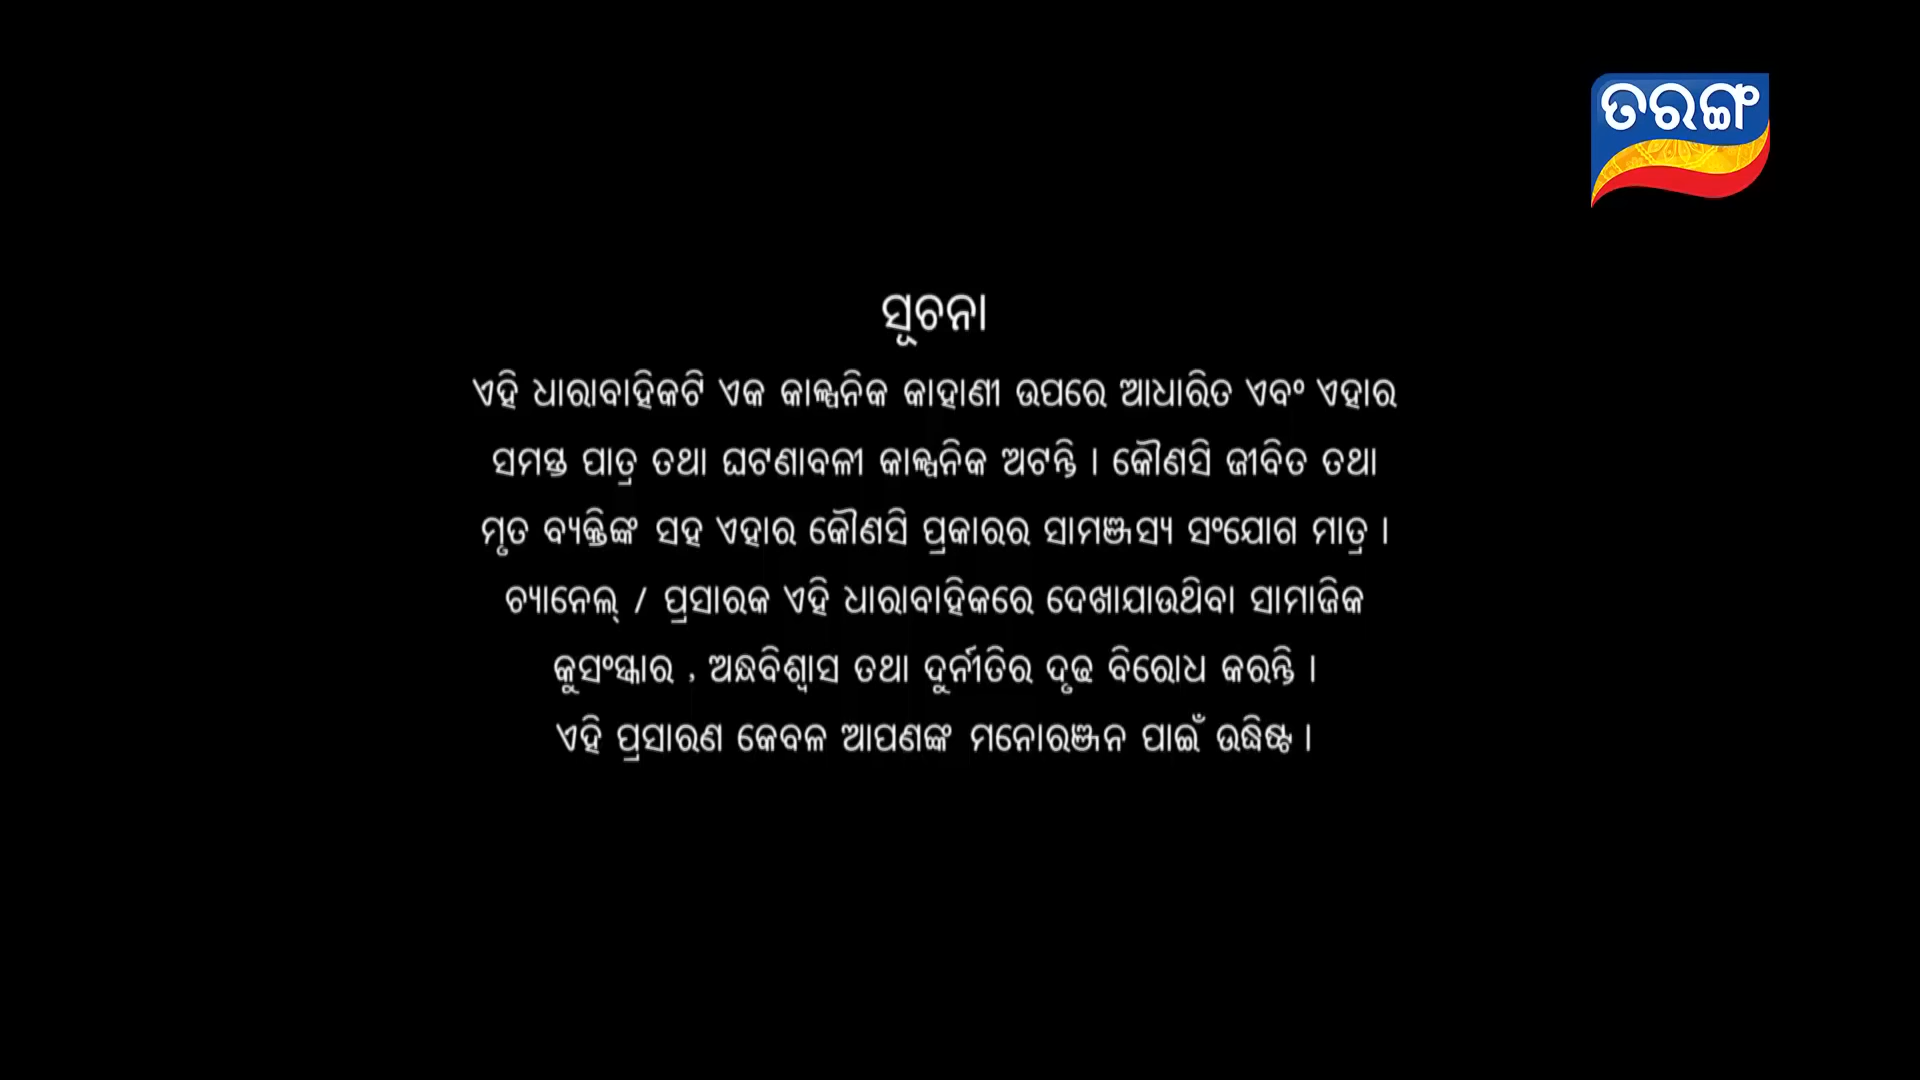 ତରଙ୍ଗ
ସୂଚନା
ଏହି ଧାରାବାହିକଟି ଏକ କାଳ୍ପନିକ କାହାଣୀ ଉପରେ ଆଧାରିତ ଏବଂ ଏହାର
ସମସ୍ତ ପାତ୍ର ତଥା ଘଟଣାବଳୀ କାଳ୍ପନିକ ଅଟନ୍ତି । କୌଣସି ଜୀବିତ ତଥା
ମୃତ ବ୍ୟକ୍ତିଙ୍କ ସହ ଏହାର କୌଣସି ପ୍ରକାରର ସାମଞ୍ଜସ୍ୟ ସଂଯୋଗ ମାତ୍ର ।
ଚ୍ୟାନେଲ୍ / ପ୍ରସାରକ ଏହି ଧାରାବାହିକରେ ଦେଖାଯାଉଥିବା ସାମାଜିକ
କୁସଂସ୍କାର , ଅନ୍ଧବିଶ୍ୱାସ ତଥା ଦୁର୍ନୀତିର ଦୃଢ ବିରୋଧ କରନ୍ତି ।
ଏହି ପ୍ରସାରଣ କେବଳ ଆପଣଙ୍କ ମନୋରଞ୍ଜନ ପାଇଁ ଉଦ୍ଧିଷ୍ଟ ।